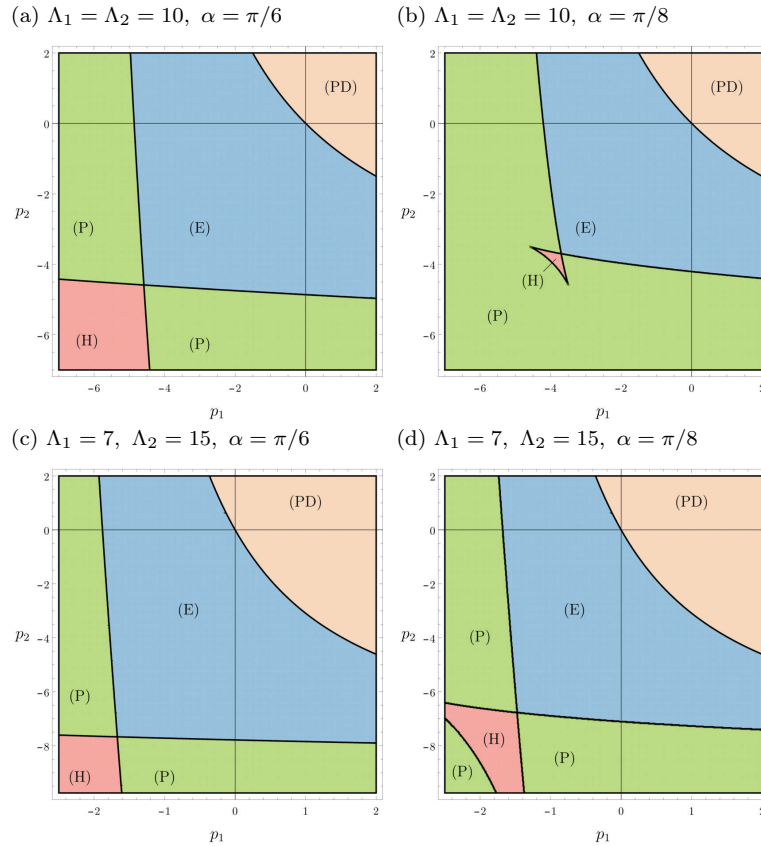 (a) Λ₁ = Λ₂ = 10, α = π/6
(b) Λ₁ = Λ₂ = 10, α = π/8
2
0
−2
−4
−6
p₂
(PD)
(P)
(E)
(H)
(P)
−6
−4
−2
0
2
p₁
2
0
−2
−4
−6
p₂
(PD)
(E)
(H)
(P)
−6
−4
−2
0
2
p₁
(c) Λ₁ = 7, Λ₂ = 15, α = π/6
(d) Λ₁ = 7, Λ₂ = 15, α = π/8
2
0
−2
−4
−6
−8
p₂
(PD)
(E)
(P)
(H)
(P)
−2
−1
0
1
2
p₁
2
0
−2
−4
−6
−8
p₂
(PD)
(E)
(P)
(H)
(P)
(P)
−2
−1
0
1
2
p₁